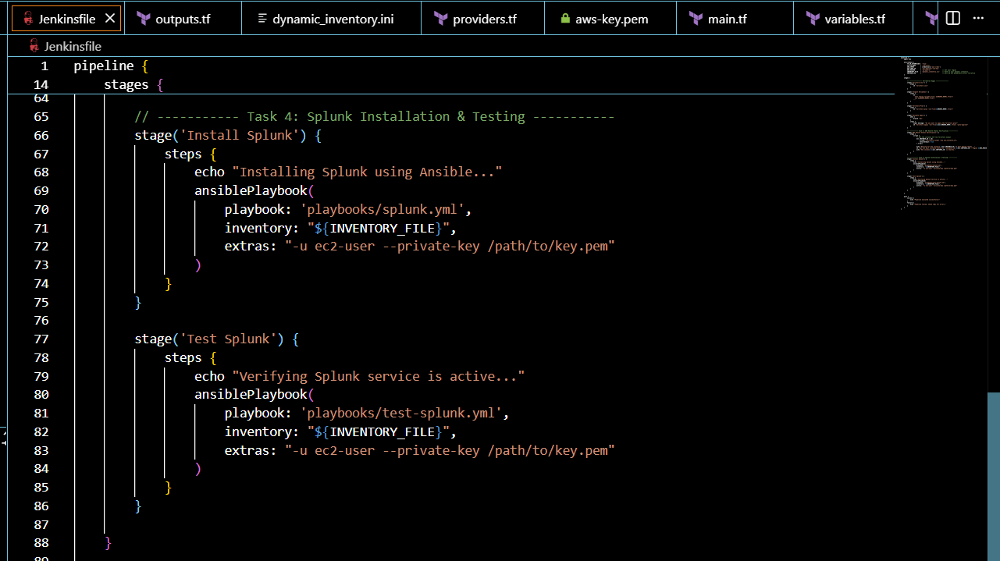 Jenkinsfile
outputs.tf
dynamic_inventory.ini
providers.tf
aws-key.pem
main.tf
variables.tf
Jenkinsfile
1 pipeline {
14 stages {
64
65 // ----------- Task 4: Splunk Installation & Testing -----------
66 stage('Install Splunk') {
67 steps {
68 echo "Installing Splunk using Ansible..."
69 ansiblePlaybook(
70 playbook: 'playbooks/splunk.yml',
71 inventory: "${INVENTORY_FILE}",
72 extras: "-u ec2-user --private-key /path/to/key.pem"
73 )
74 }
75 }
76
77 stage('Test Splunk') {
78 steps {
79 echo "Verifying Splunk service is active..."
80 ansiblePlaybook(
81 playbook: 'playbooks/test-splunk.yml',
82 inventory: "${INVENTORY_FILE}",
83 extras: "-u ec2-user --private-key /path/to/key.pem"
84 )
85 }
86 }
87
88 }
89